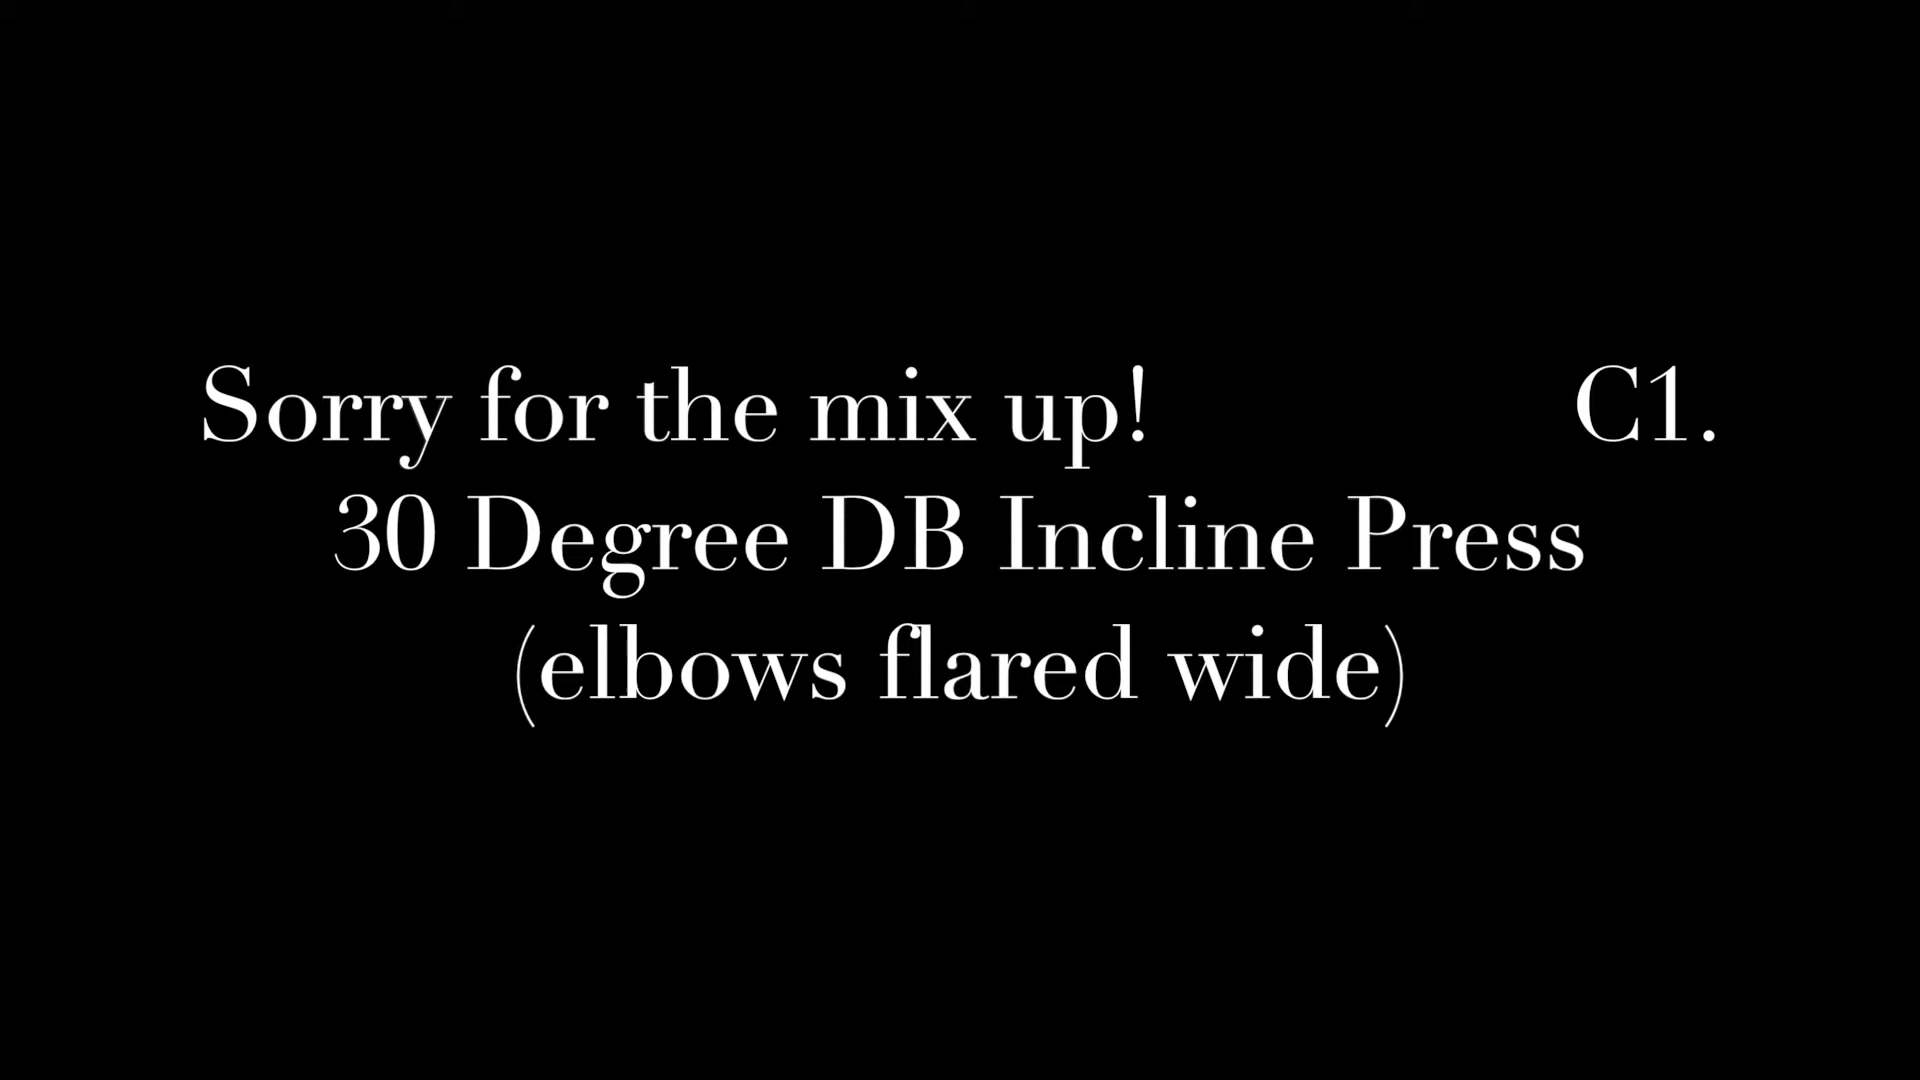 Sorry for the mix up! C1.
30 Degree DB Incline Press
(elbows flared wide)